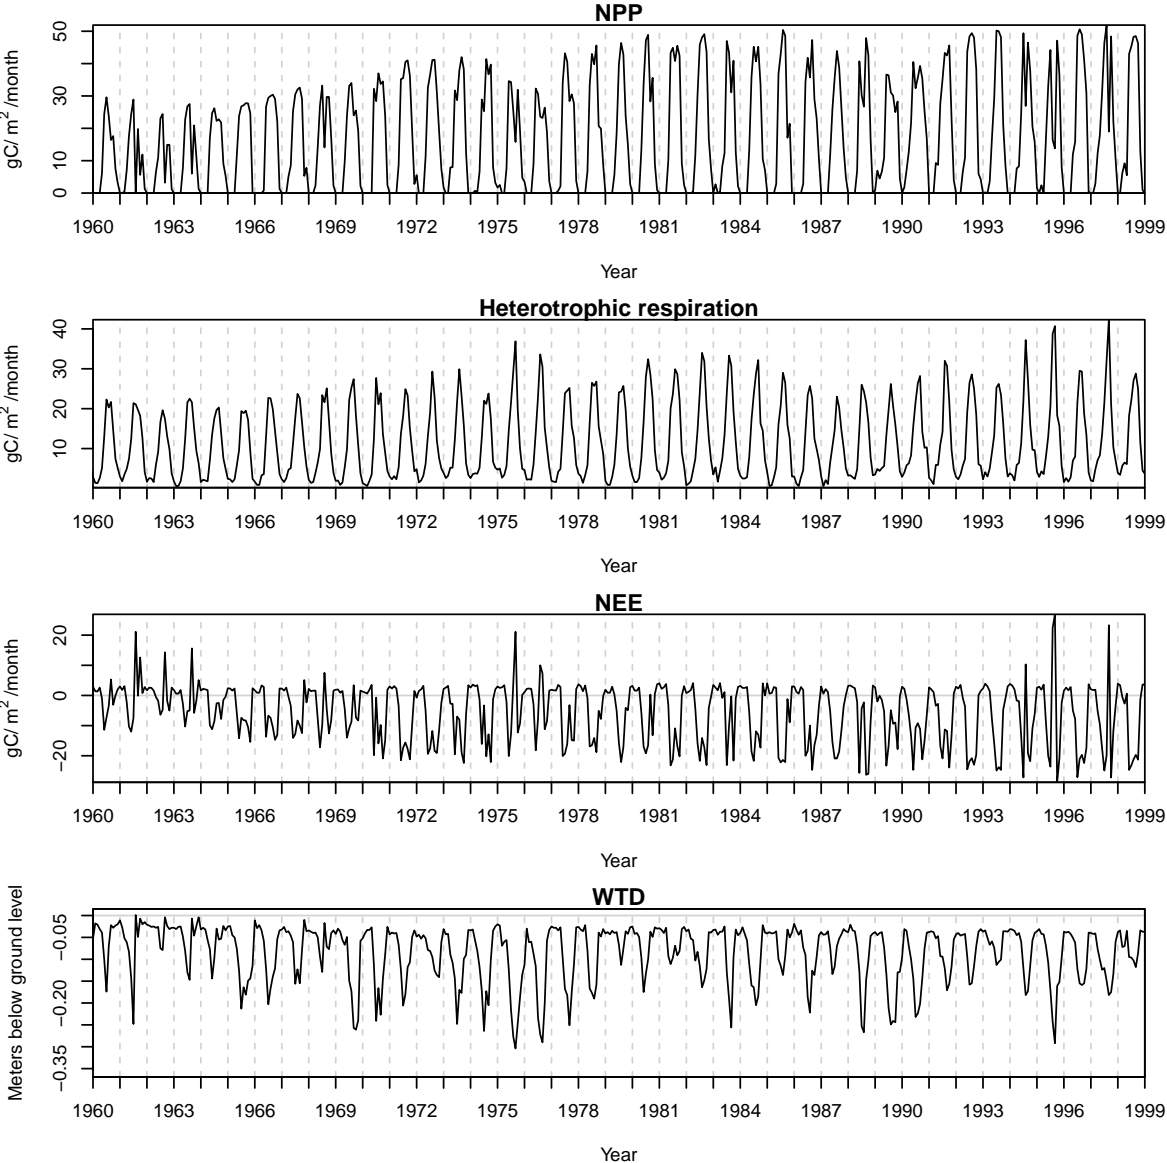 NPP
gC/ m² /month
50
30
10
0
1960 1963 1966 1969 1972 1975 1978 1981 1984 1987 1990 1993 1996 1999
Year
Heterotrophic respiration
gC/ m² /month
40
30
20
10
1960 1963 1966 1969 1972 1975 1978 1981 1984 1987 1990 1993 1996 1999
Year
NEE
gC/ m² /month
20
0
−20
1960 1963 1966 1969 1972 1975 1978 1981 1984 1987 1990 1993 1996 1999
Year
WTD
Meters below ground level
−0.05
−0.20
−0.35
1960 1963 1966 1969 1972 1975 1978 1981 1984 1987 1990 1993 1996 1999
Year